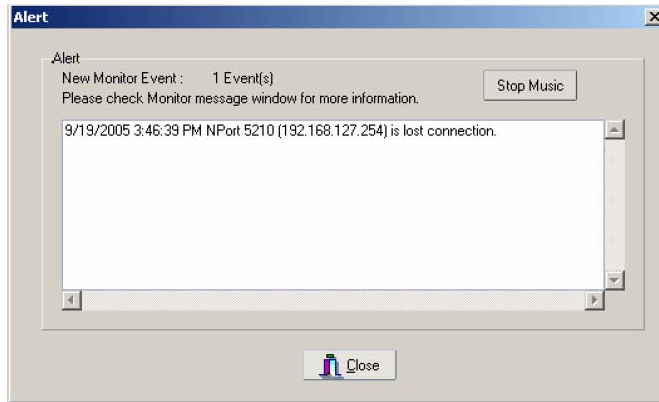 Alert
Alert
New Monitor Event : 1 Event(s)
Please check Monitor message window for more information.
Stop Music
9/19/2005 3:46:39 PM NPort 5210 (192.168.127.254) is lost connection.
Close